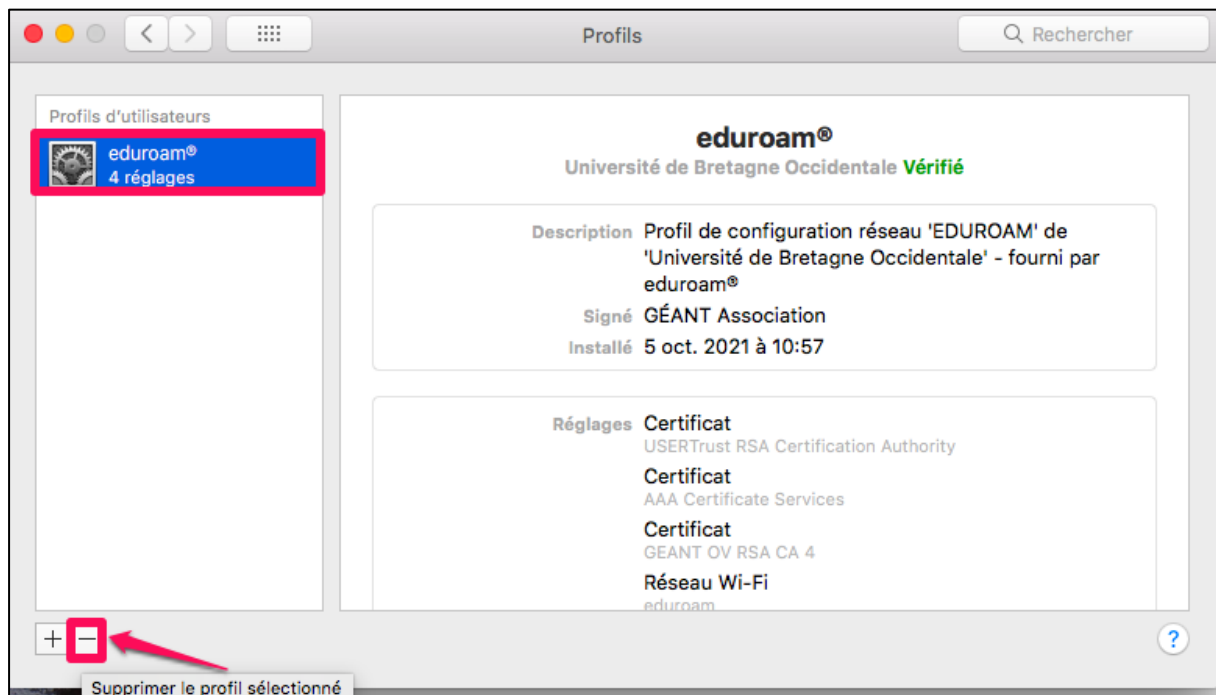 Profils
Rechercher
Profils d'utilisateurs
eduroam®
4 réglages
eduroam®
Université de Bretagne Occidentale Vérifié
Description Profil de configuration réseau 'EDUROAM' de
'Université de Bretagne Occidentale' - fourni par
eduroam®
Signé GÉANT Association
Installé 5 oct. 2021 à 10:57
Réglages Certificat
USERTrust RSA Certification Authority
Certificat
AAA Certificate Services
Certificat
GEANT OV RSA CA 4
Réseau Wi-Fi
eduroam
+ −
?
Supprimer le profil sélectionné